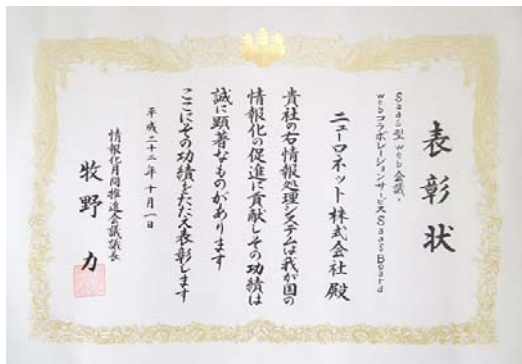 表彰状
SaaS型web会議・
webコラボレーションサービスSaaSBoard
ニューロネット株式会社 殿
貴社の右情報処理システムは我が国の
情報化の促進に貢献しその功績は
誠に顕著なものがあります
ここにその功績をたたえ表彰します
平成二十二年十月一日
情報化月間推進会議議長
牧野 力